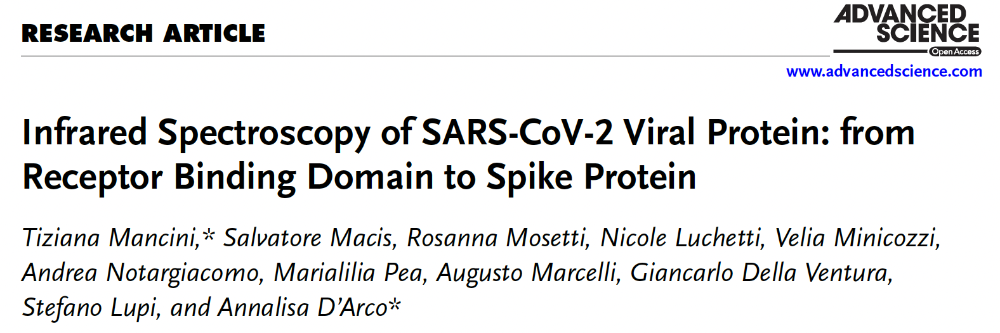 RESEARCH ARTICLE
ADVANCED
SCIENCE
Open Access
www.advancedscience.com
Infrared Spectroscopy of SARS-CoV-2 Viral Protein: from
Receptor Binding Domain to Spike Protein
Tiziana Mancini,* Salvatore Macis, Rosanna Mosetti, Nicole Luchetti, Velia Minicozzi,
Andrea Notargiacomo, Marialilia Pea, Augusto Marcelli, Giancarlo Della Ventura,
Stefano Lupi, and Annalisa D’Arco*